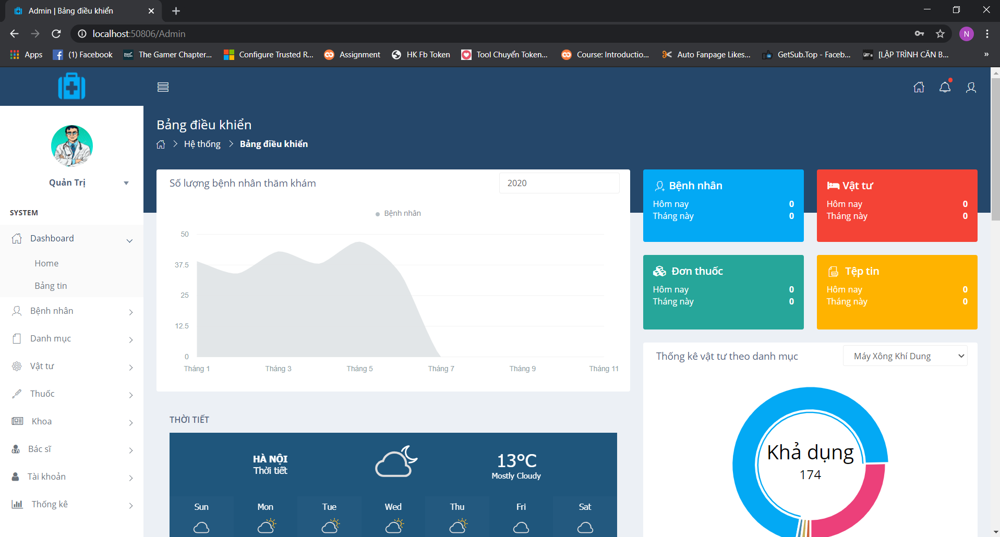 Admin | Bảng điều khiển
localhost:50806/Admin
N
Apps
(1) Facebook
The Gamer Chapter...
Configure Trusted R...
Assignment
HK Fb Token
Tool Chuyển Token...
Course: Introductio...
Auto Fanpage Likes...
GetSub.Top - Faceb...
[LẬP TRÌNH CĂN B...
»
Quản Trị
SYSTEM
Dashboard
Home
Bảng tin
Bệnh nhân
Danh mục
Vật tư
Thuốc
Khoa
Bác sĩ
Tài khoản
Thống kê
Bảng điều khiển
Hệ thống
Bảng điều khiển
Số lượng bệnh nhân thăm khám
2020
Bệnh nhân
50
37.5
25
12.5
0
Tháng 1
Tháng 3
Tháng 5
Tháng 7
Tháng 9
Tháng 11
Bệnh nhân
Hôm nay 0
Tháng này 0
Vật tư
Hôm nay 0
Tháng này 0
Đơn thuốc
Hôm nay 0
Tháng này 0
Tệp tin
Hôm nay 0
Tháng này 0
Thống kê vật tư theo danh mục
Máy Xông Khí Dung
Khả dụng
174
THỜI TIẾT
HÀ NỘI
Thời tiết
13°C
Mostly Cloudy
Sun
Mon
Tue
Wed
Thu
Fri
Sat